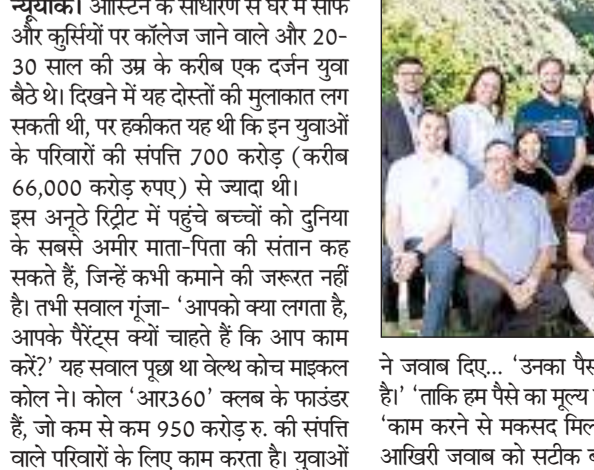 न्यूयॉर्क। ऑस्टिन के साधारण से घर में सोफे
और कुर्सियों पर कॉलेज जाने वाले और 20-
30 साल की उम्र के करीब एक दर्जन युवा
बैठे थे। दिखने में यह दोस्तों की मुलाकात लग
सकती थी, पर हकीकत यह थी कि इन युवाओं
के परिवारों की संपत्ति 700 करोड़ (करीब
66,000 करोड़ रुपए) से ज्यादा थी।
इस अनूठे रिट्रीट में पहुंचे बच्चों को दुनिया
के सबसे अमीर माता-पिता की संतान कह
सकते हैं, जिन्हें कभी कमाने की जरूरत नहीं
है। तभी सवाल गूंजा- ‘आपको क्या लगता है,
आपके पैरेंट्स क्यों चाहते हैं कि आप काम
करें?’ यह सवाल पूछा था वेल्थ कोच माइकल
कोल ने। कोल ‘आर360’ क्लब के फाउंडर
हैं, जो कम से कम 950 करोड़ रु. की संपत्ति
वाले परिवारों के लिए काम करता है। युवाओं
ने जवाब दिए... ‘उनका
है।’ ‘ताकि हम पैसे का मूल्य
‘काम करने से मकसद
आखिरी जवाब को सटीक